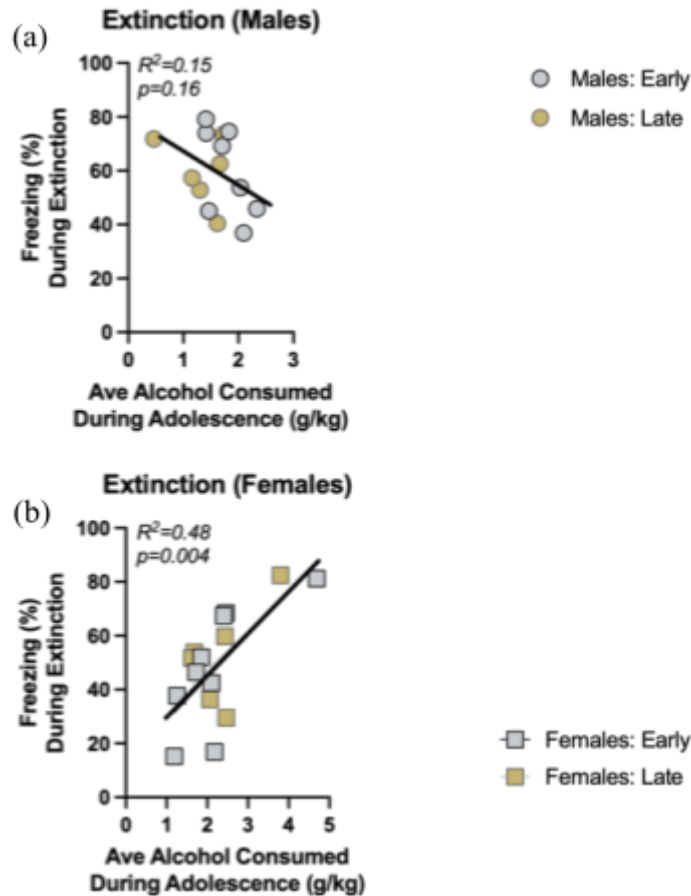 Extinction (Males)
(a)
100
R²=0.15
p=0.16
80
60
40
20
0
Freezing (%)
During Extinction
0 1 2 3
Ave Alcohol Consumed
During Adolescence (g/kg)
Males: Early
Males: Late
Extinction (Females)
(b)
100
R²=0.48
p=0.004
80
60
40
20
0
Freezing (%)
During Extinction
0 1 2 3 4 5
Ave Alcohol Consumed
During Adolescence (g/kg)
Females: Early
Females: Late